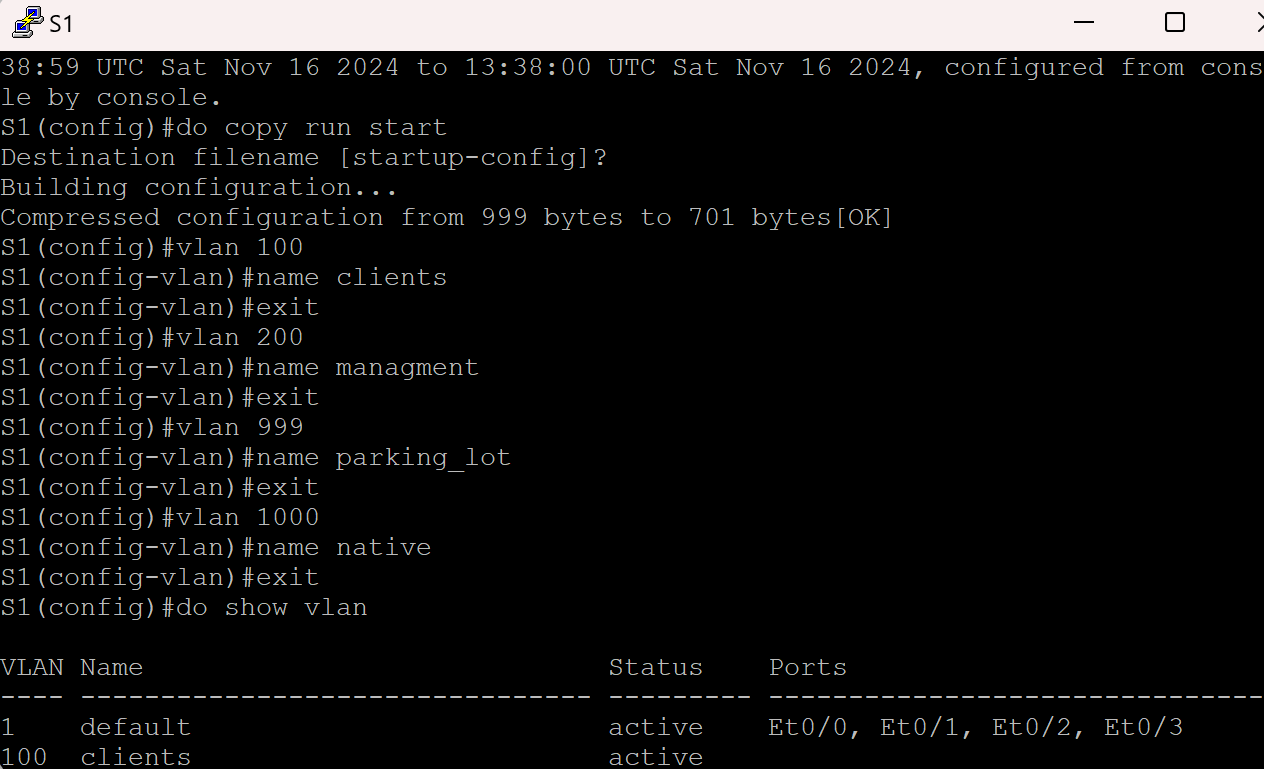 S1
38:59 UTC Sat Nov 16 2024 to 13:38:00 UTC Sat Nov 16 2024, configured from cons
le by console.
S1(config)#do copy run start
Destination filename [startup-config]?
Building configuration...
Compressed configuration from 999 bytes to 701 bytes[OK]
S1(config)#vlan 100
S1(config-vlan)#name clients
S1(config-vlan)#exit
S1(config)#vlan 200
S1(config-vlan)#name managment
S1(config-vlan)#exit
S1(config)#vlan 999
S1(config-vlan)#name parking_lot
S1(config-vlan)#exit
S1(config)#vlan 1000
S1(config-vlan)#name native
S1(config-vlan)#exit
S1(config)#do show vlan
VLAN Name                             Status    Ports
---- -------------------------------- --------- -------------------------------
1    default                          active    Et0/0, Et0/1, Et0/2, Et0/3
100  clients                          active